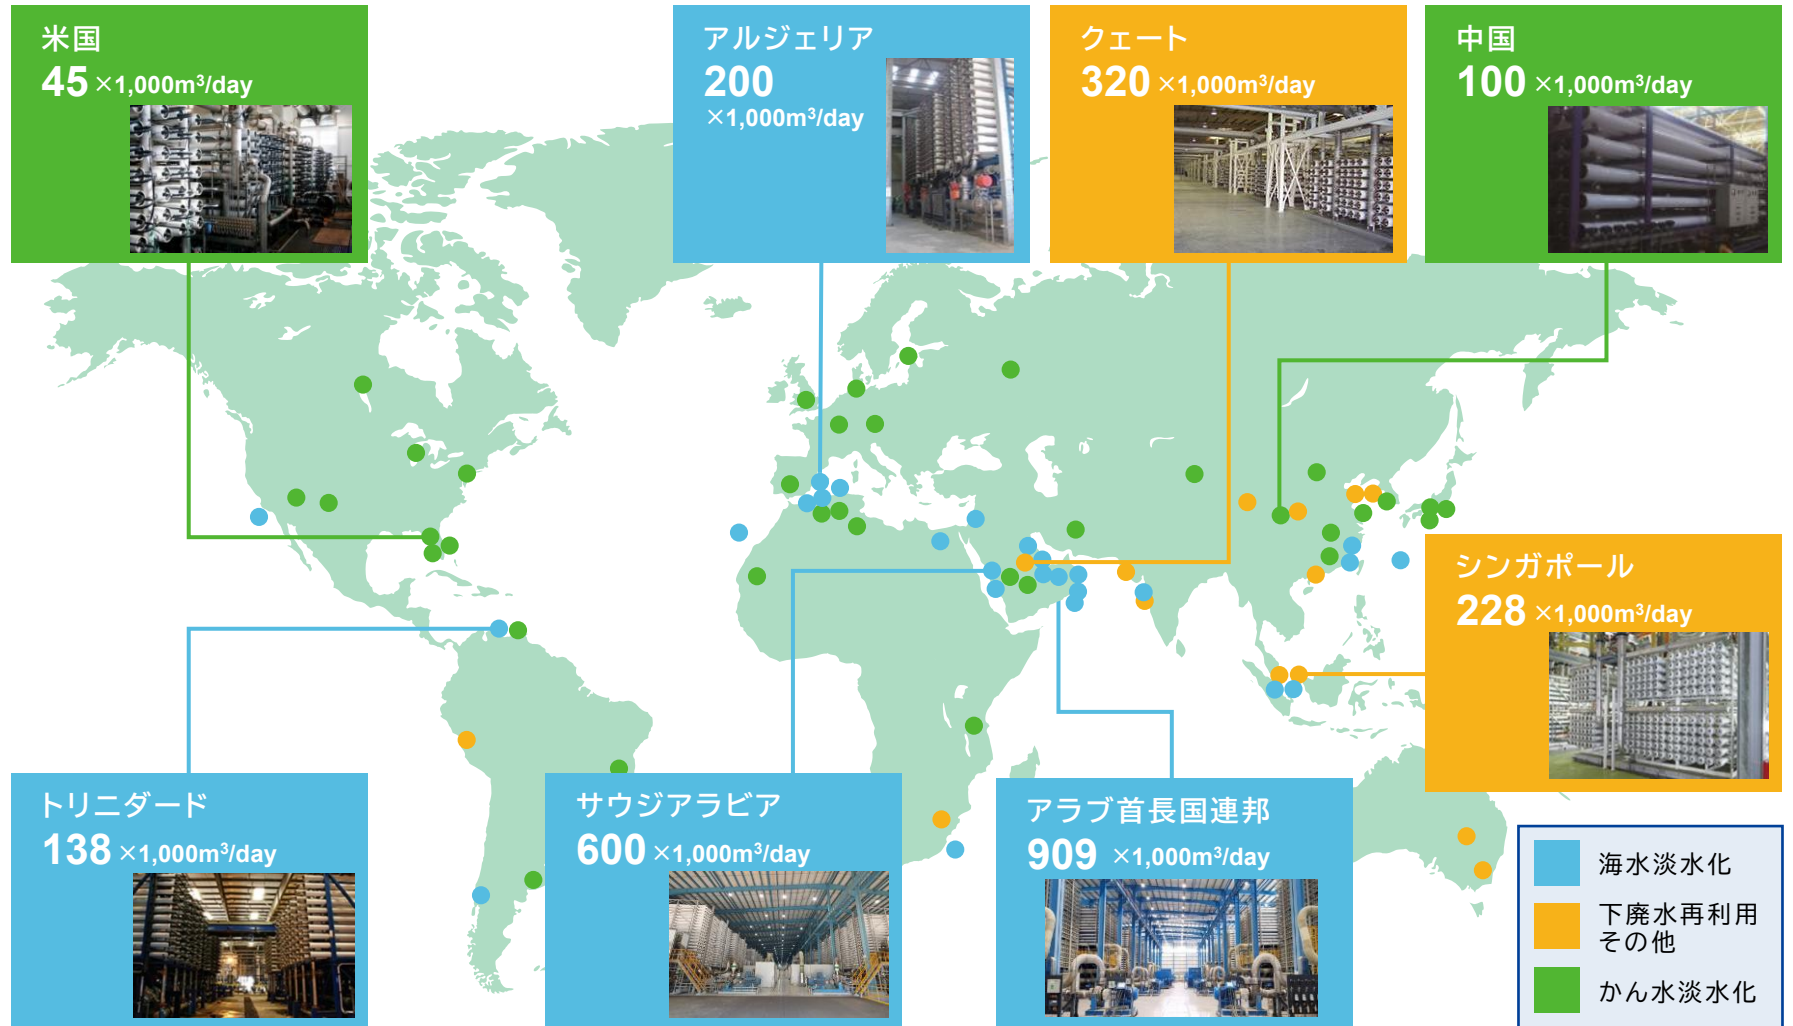 米国
45 ×1,000m³/day
アルジェリア
200
×1,000m³/day
クェート
320 ×1,000m³/day
中国
100 ×1,000m³/day
シンガポール
228 ×1,000m³/day
トリニダード
138 ×1,000m³/day
サウジアラビア
600 ×1,000m³/day
アラブ首長国連邦
909 ×1,000m³/day
海水淡水化
下廃水再利用
その他
かん水淡水化